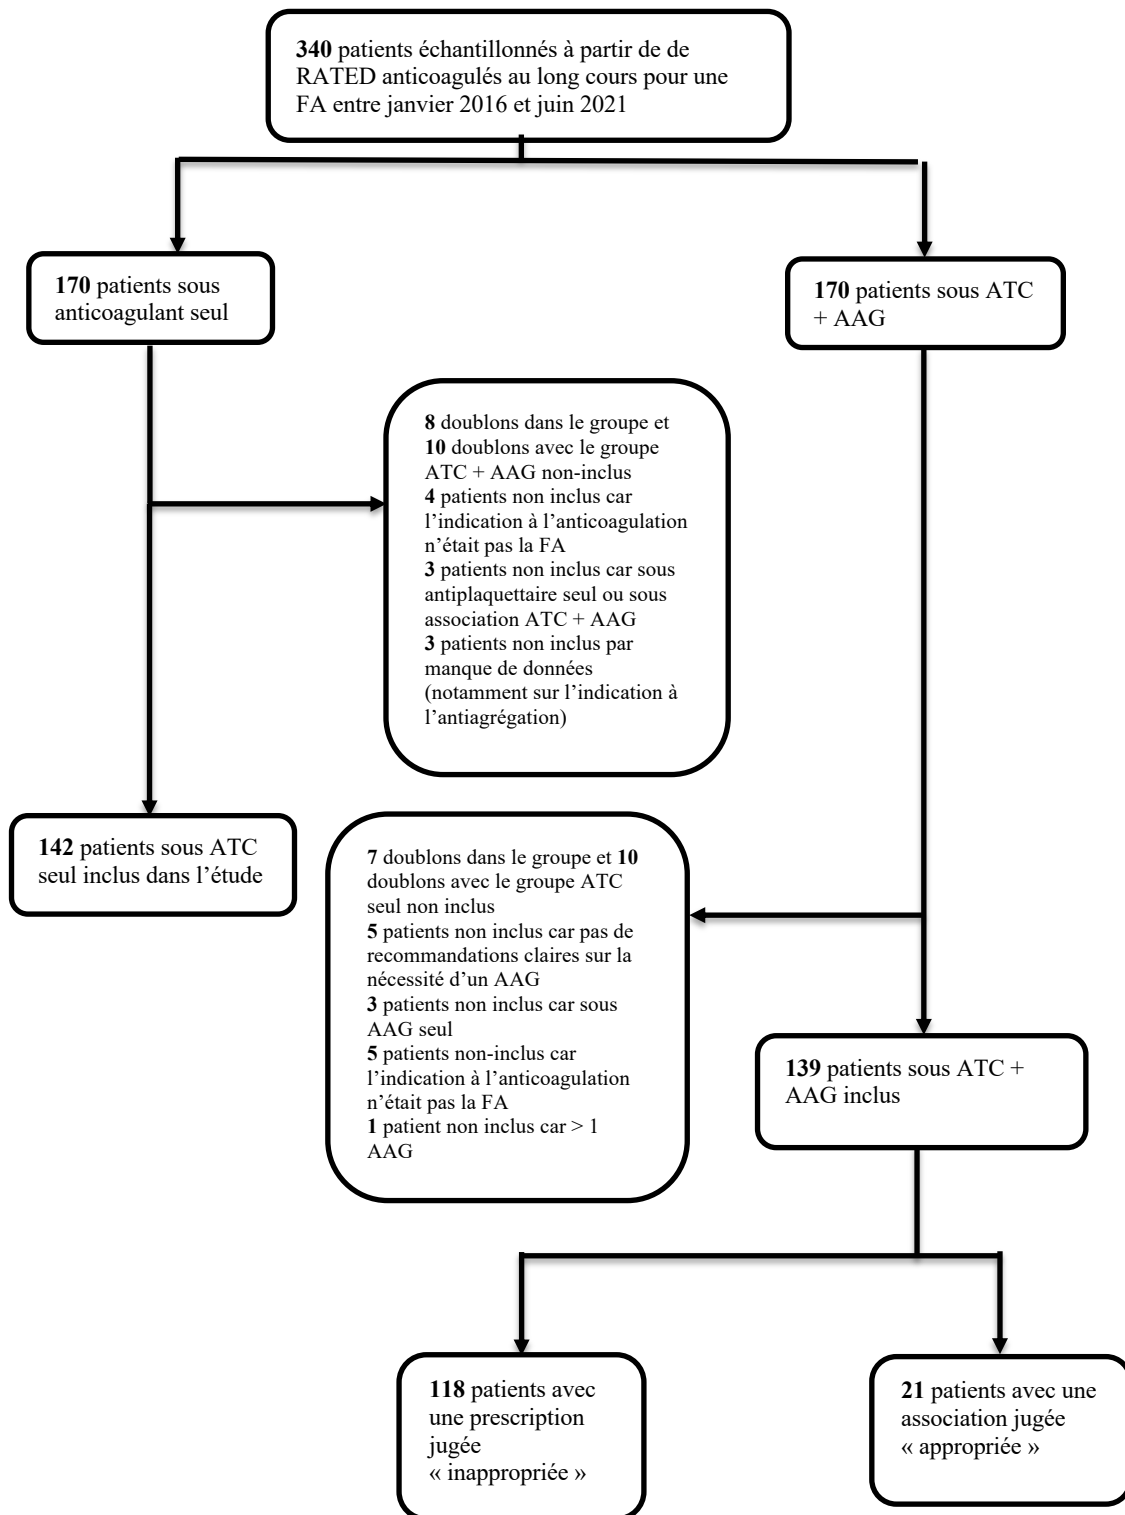 340 patients échantillonnés à partir de de
RATED anticoagulés au long cours pour une
FA entre janvier 2016 et juin 2021
170 patients sous
anticoagulant seul
170 patients sous ATC
+ AAG
8 doublons dans le groupe et
10 doublons avec le groupe
ATC + AAG non-inclus
4 patients non inclus car
l’indication à l’anticoagulation
n’était pas la FA
3 patients non inclus car sous
antiplaquettaire seul ou sous
association ATC + AAG
3 patients non inclus par
manque de données
(notamment sur l’indication à
l’antiagrégation)
142 patients sous ATC
seul inclus dans l’étude
7 doublons dans le groupe et 10
doublons avec le groupe ATC
seul non inclus
5 patients non inclus car pas de
recommandations claires sur la
nécessité d’un AAG
3 patients non inclus car sous
AAG seul
5 patients non-inclus car
l’indication à l’anticoagulation
n’était pas la FA
1 patient non inclus car > 1
AAG
139 patients sous ATC +
AAG inclus
118 patients avec
une prescription
jugée
« inappropriée »
21 patients avec une
association jugée
« appropriée »